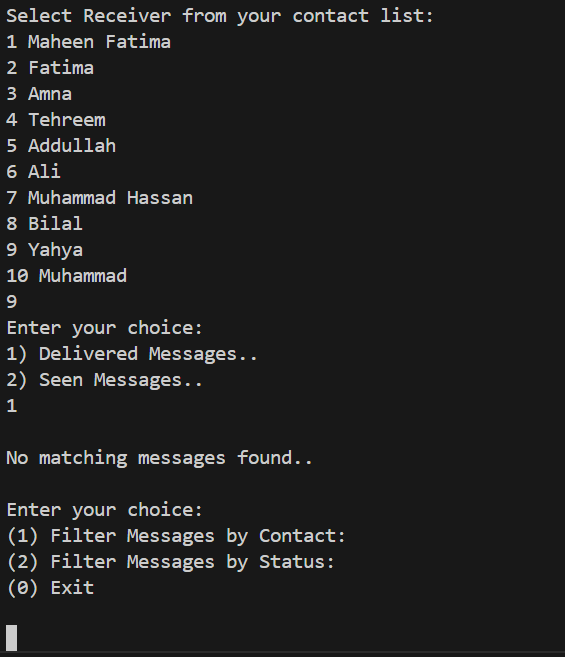 Select Receiver from your contact list:
1 Maheen Fatima
2 Fatima
3 Amna
4 Tehreem
5 Addullah
6 Ali
7 Muhammad Hassan
8 Bilal
9 Yahya
10 Muhammad
9
Enter your choice:
1) Delivered Messages..
2) Seen Messages..
1
No matching messages found..
Enter your choice:
(1) Filter Messages by Contact:
(2) Filter Messages by Status:
(0) Exit